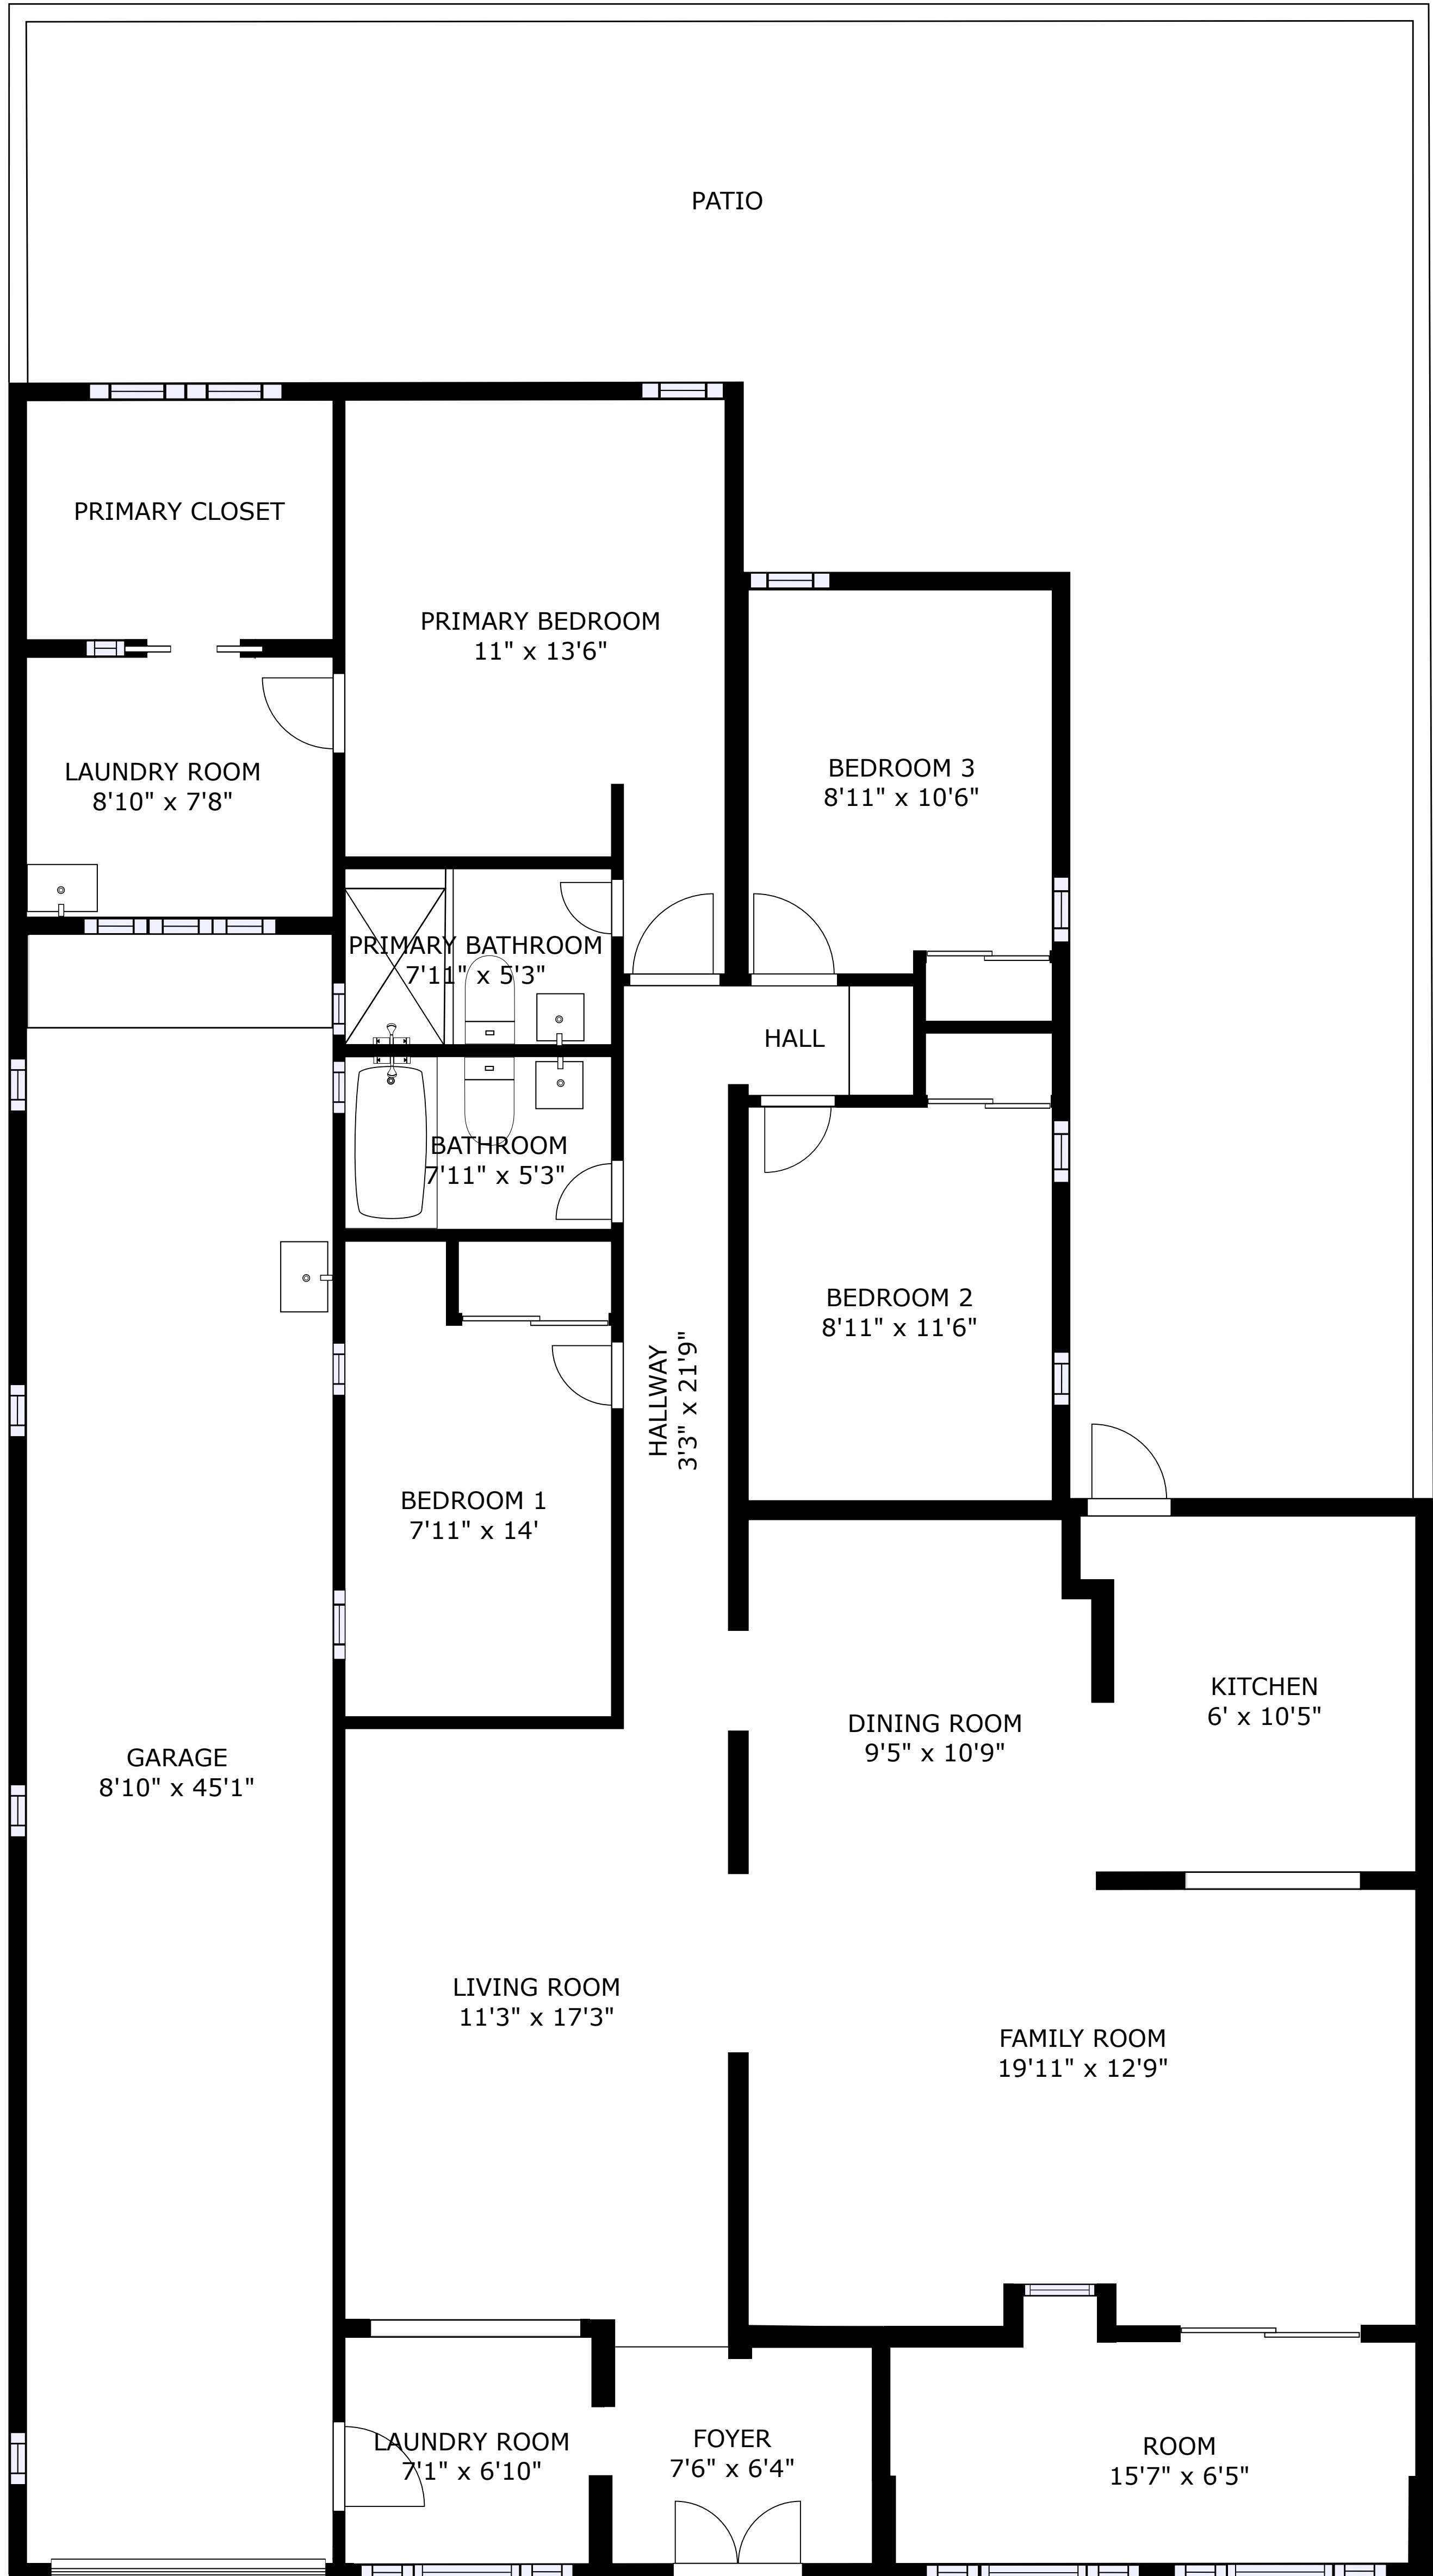 PATIO
PRIMARY CLOSET
PRIMARY BEDROOM
11" x 13'6"
LAUNDRY ROOM
8'10" x 7'8"
BEDROOM 3
8'11" x 10'6"
PRIMARY BATHROOM
7'11" x 5'3"
HALL
BATHROOM
7'11" x 5'3"
BEDROOM 2
8'11" x 11'6"
HALLWAY
3'3" x 21'9"
BEDROOM 1
7'11" x 14'
KITCHEN
6' x 10'5"
DINING ROOM
9'5" x 10'9"
GARAGE
8'10" x 45'1"
LIVING ROOM
11'3" x 17'3"
FAMILY ROOM
19'11" x 12'9"
LAUNDRY ROOM
7'1" x 6'10"
FOYER
7'6" x 6'4"
ROOM
15'7" x 6'5"